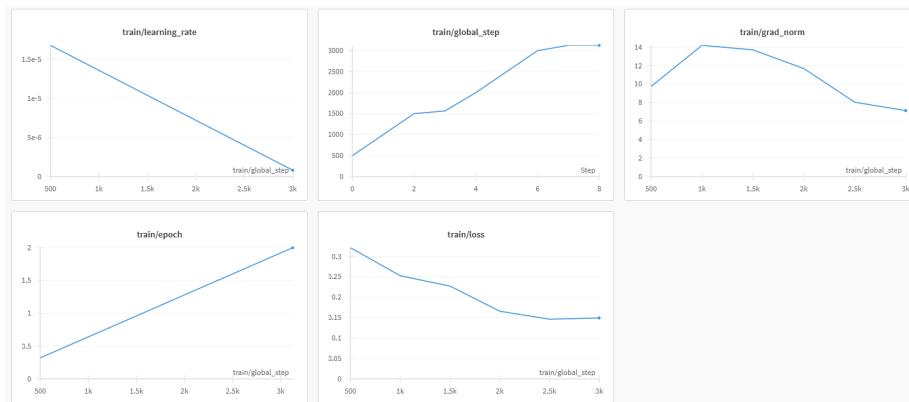 train/learning_rate
1.5e-5
1e-5
5e-6
0
train/global_step
500 1k 1.5k 2k 2.5k 3k
train/global_step
3000
2500
2000
1500
1000
500
0
Step
0 2 4 6 8
train/grad_norm
14
12
10
8
6
4
2
0
train/global_step
500 1k 1.5k 2k 2.5k 3k
train/epoch
2
1.5
1
0.5
0
train/global_step
500 1k 1.5k 2k 2.5k 3k
train/loss
0.3
0.25
0.2
0.15
0.1
0.05
0
train/global_step
500 1k 1.5k 2k 2.5k 3k